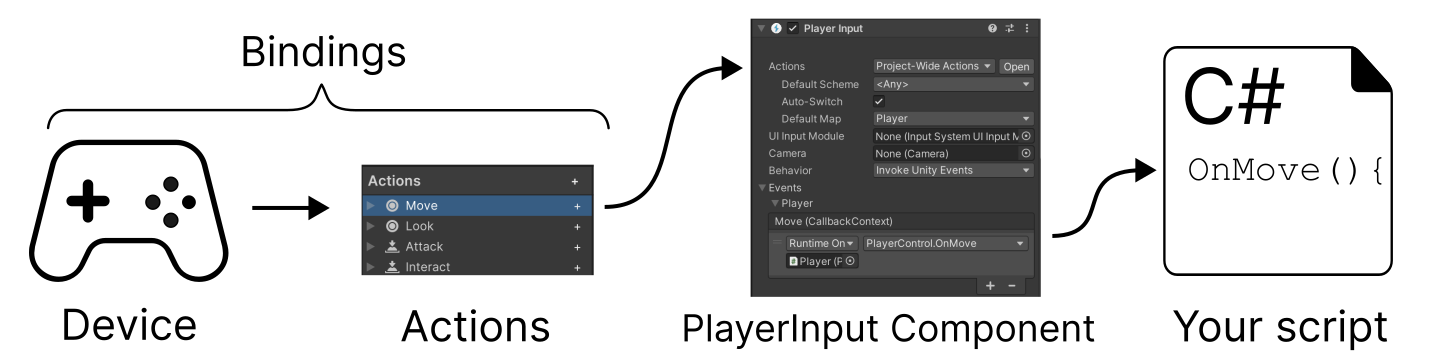 Bindings
Device
Actions +
Move +
Look +
Attack +
Interact +
Actions
Player Input
Actions Project-Wide Actions Open
Default Scheme <Any>
Auto-Switch
Default Map Player
UI Input Module None (Input System UI Input M
Camera None (Camera)
Behavior Invoke Unity Events
Events
Player
Move (CallbackContext)
Runtime On PlayerControl.OnMove
Player (P
+ −
PlayerInput Component
C#
OnMove() {
Your script